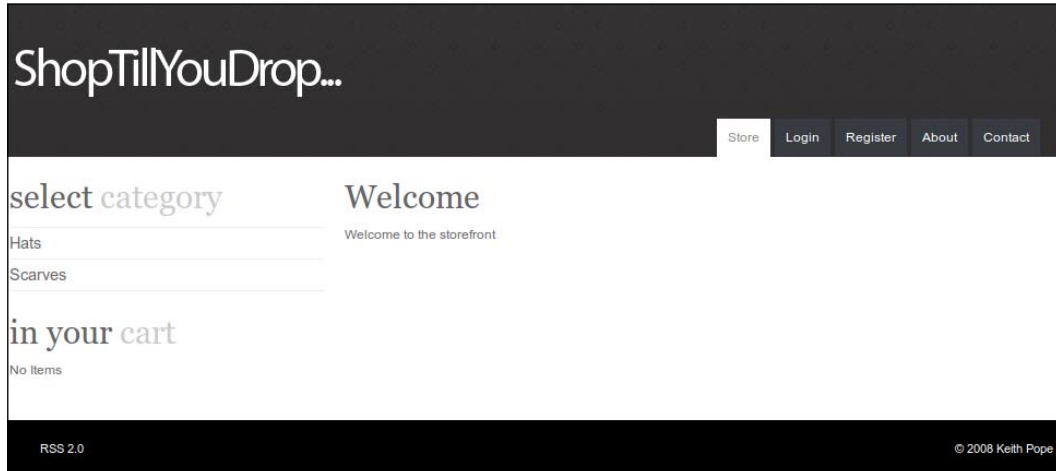 ShopTillYouDrop...
Store Login Register About Contact
select category
Hats
Scarves
in your cart
No Items
Welcome
Welcome to the storefront
RSS 2.0
© 2008 Keith Pope